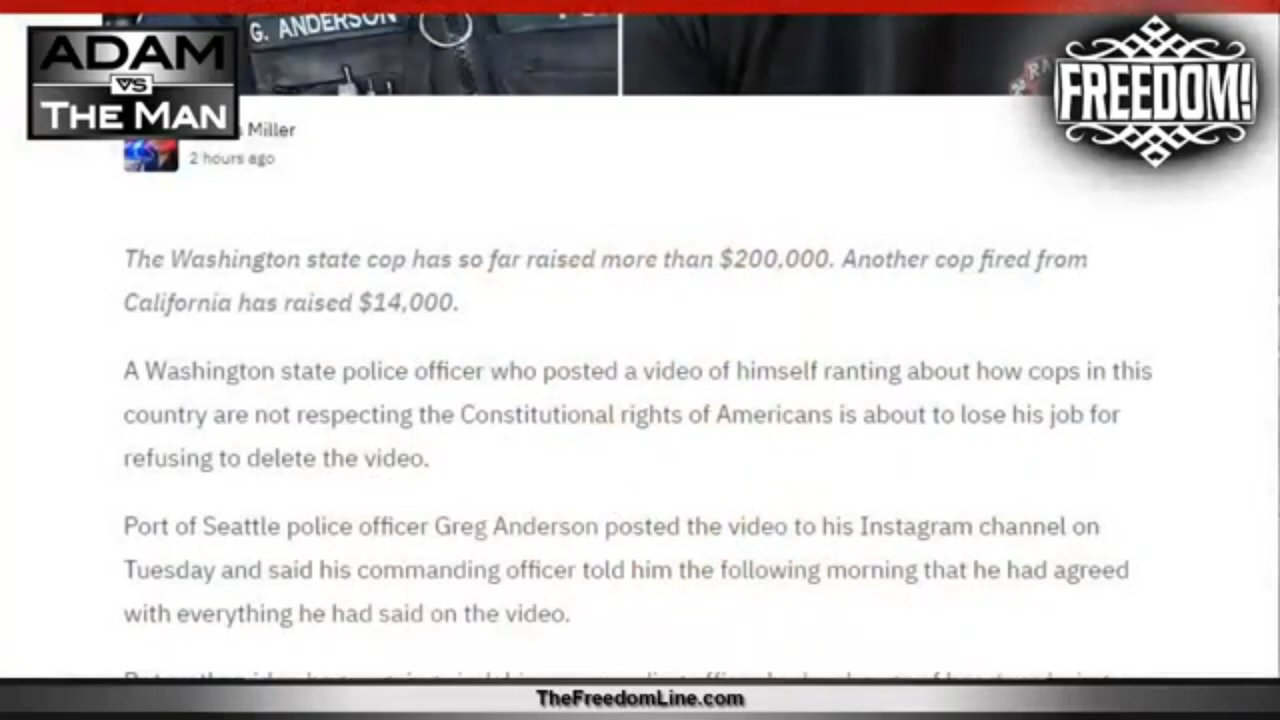 G. ANDERSON
ADAM
VS
THE MAN
FREEDOM!
Miller
2 hours ago
The Washington state cop has so far raised more than $200,000. Another cop fired from
California has raised $14,000.
A Washington state police officer who posted a video of himself ranting about how cops in this
country are not respecting the Constitutional rights of Americans is about to lose his job for
refusing to delete the video.
Port of Seattle police officer Greg Anderson posted the video to his Instagram channel on
Tuesday and said his commanding officer told him the following morning that he had agreed
with everything he had said on the video.
TheFreedomLine.com